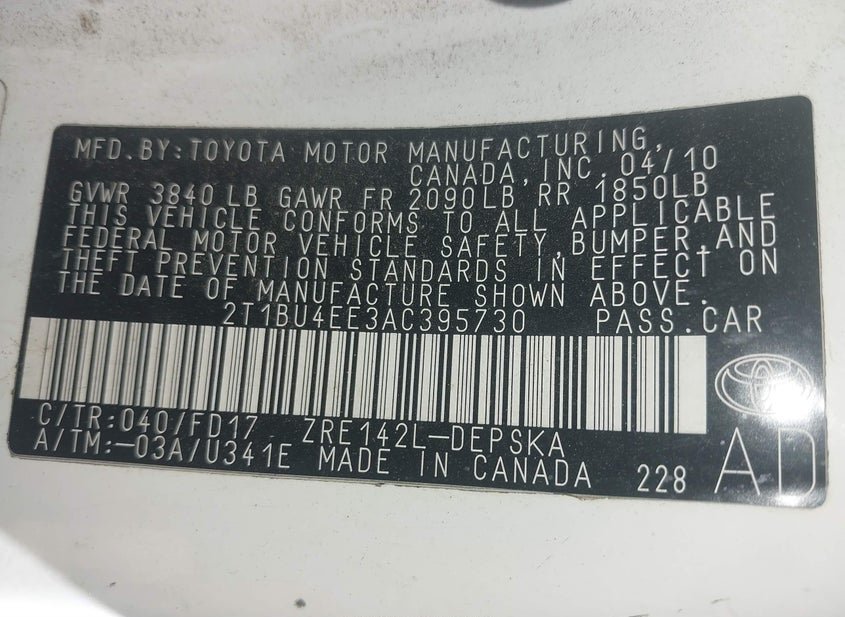 MFD.BY:TOYOTA MOTOR MANUFACTURING,
CANADA,INC. 04/10
GVWR 3840 LB GAWR FR 2090LB RR 1850LB
THIS VEHICLE CONFORMS TO ALL APPLICABLE
FEDERAL MOTOR VEHICLE SAFETY,BUMPER,AND
THEFT PREVENTION STANDARDS IN EFFECT ON
THE DATE OF MANUFACTURE SHOWN ABOVE.
2T1BU4EE3AC395730 PASS.CAR
C/TR:040/FD17 ZRE142L-DEPSKA
A/TM:-03A/U341E MADE IN CANADA 228 AD